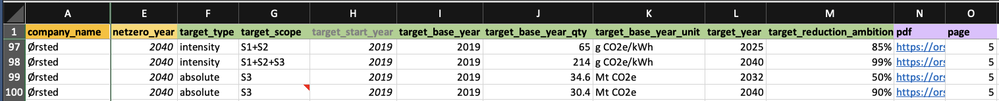 A E F G H I J K L M N O
1 company_name netzero_year target_type target_scope target_start_year target_base_year target_base_year_qty target_base_year_unit target_year target_reduction_ambition pdf page
97 Ørsted 2040 intensity S1+S2 2019 2019 65 g CO2e/kWh 2025 85% https://ors 5
98 Ørsted 2040 intensity S1+S2+S3 2019 2019 214 g CO2e/kWh 2040 99% https://ors 5
99 Ørsted 2040 absolute S3 2019 2019 34.6 Mt CO2e 2032 50% https://ors 5
100 Ørsted 2040 absolute S3 2019 2019 30.4 Mt CO2e 2040 90% https://ors 5